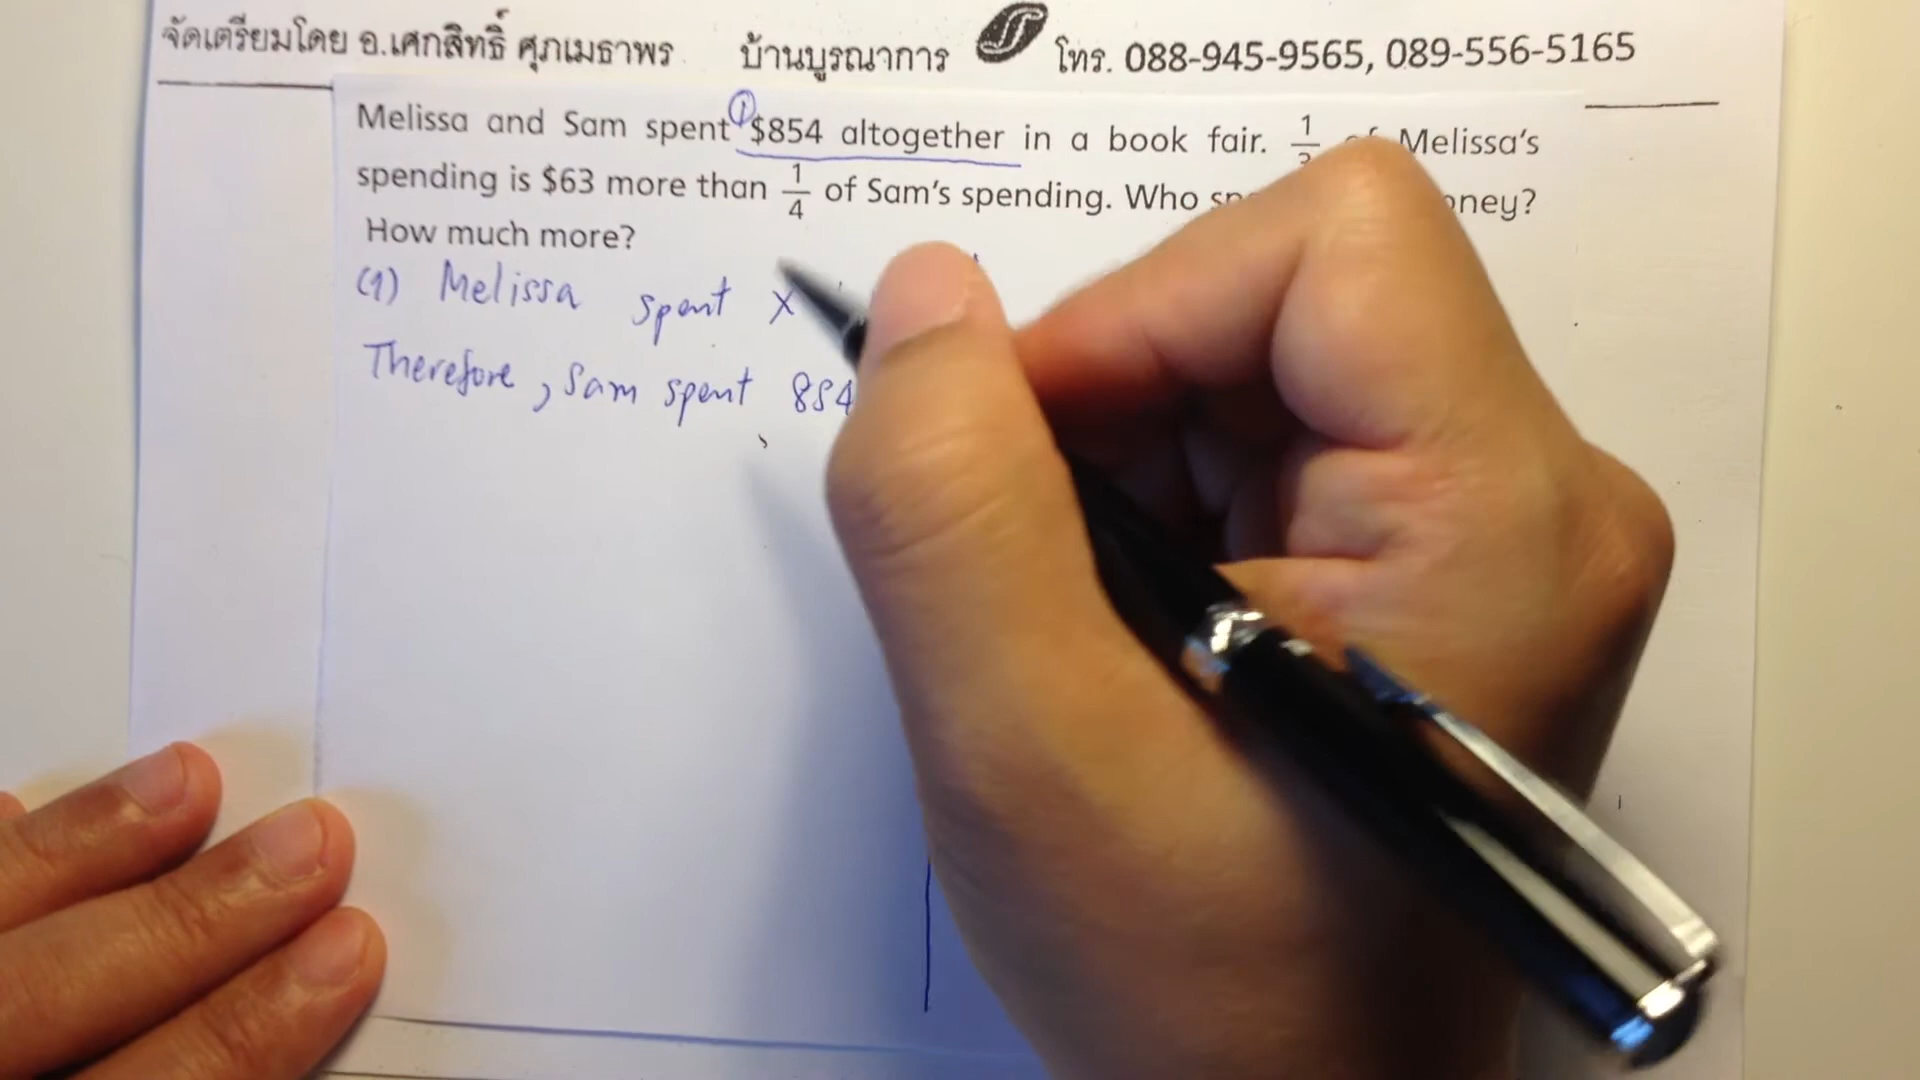 จัดเตรียมโดย อ.เศกสิทธิ์ ศุภเมธาพร บ้านบูรณาการ โทร. 088-945-9565, 089-556-5165
Melissa and Sam spent ① $854 altogether in a book fair. 1/3 of Melissa's
spending is $63 more than 1/4 of Sam's spending. Who ney?
How much more?
(1) Melissa spent x
Therefore, Sam spent 854